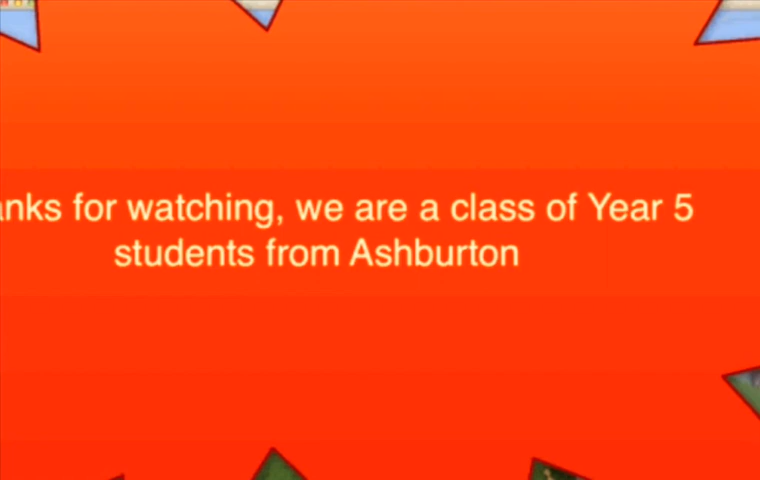 anks for watching, we are a class of Year 5
students from Ashburton